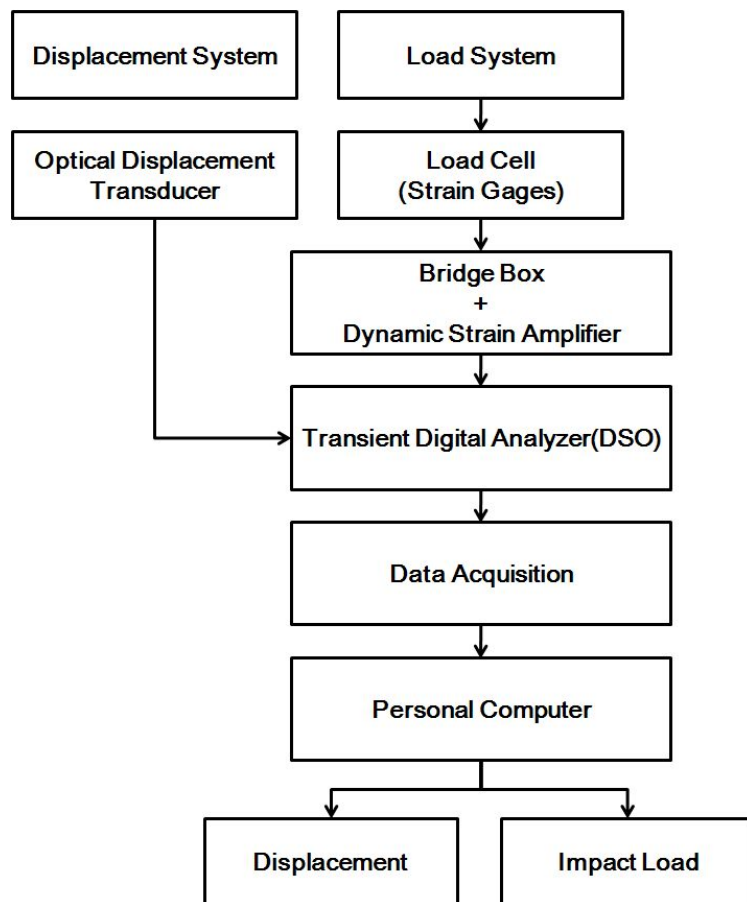 Displacement System
Load System
Optical Displacement
Transducer
Load Cell
(Strain Gages)
Bridge Box
+
Dynamic Strain Amplifier
Transient Digital Analyzer(DSO)
Data Acquisition
Personal Computer
Displacement
Impact Load